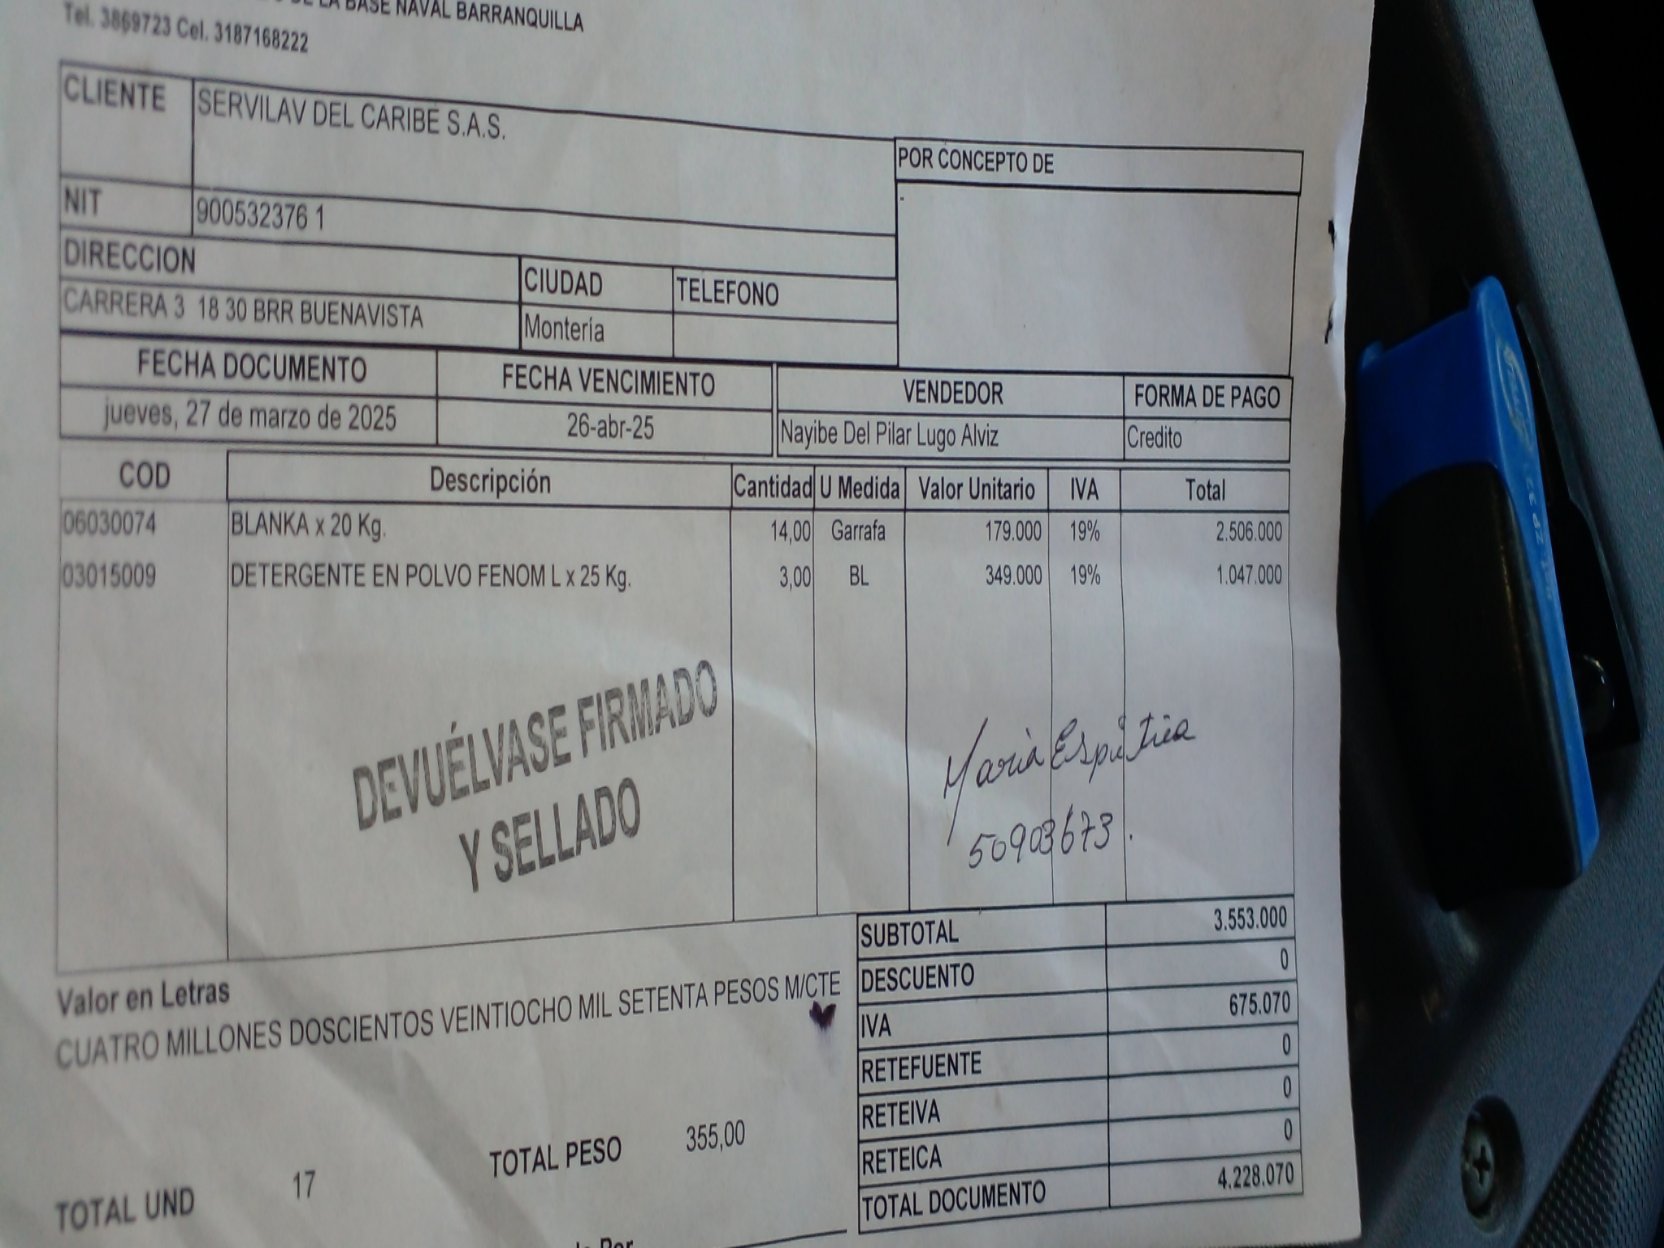 DE LA BASE NAVAL BARRANQUILLA
Tel. 3869723 Cel. 3187168222
CLIENTE SERVILAV DEL CARIBE S.A.S.
POR CONCEPTO DE
-
NIT 900532376 1
DIRECCION CIUDAD TELEFONO
CARRERA 3 18 30 BRR BUENAVISTA Montería
FECHA DOCUMENTO FECHA VENCIMIENTO VENDEDOR FORMA DE PAGO
jueves, 27 de marzo de 2025 26-abr-25 Nayibe Del Pilar Lugo Alviz Credito
COD Descripción Cantidad U Medida Valor Unitario IVA Total
06030074 BLANKA x 20 Kg. 14,00 Garrafa 179.000 19% 2.506.000
03015009 DETERGENTE EN POLVO FENOM L x 25 Kg. 3,00 BL 349.000 19% 1.047.000
DEVUÉLVASE FIRMADO
Y SELLADO
Maria
50903673.
SUBTOTAL 3.553.000
DESCUENTO 0
IVA 675.070
RETEFUENTE 0
RETEIVA 0
RETEICA 0
TOTAL DOCUMENTO 4.228.070
Valor en Letras
CUATRO MILLONES DOSCIENTOS VEINTIOCHO MIL SETENTA PESOS M/CTE
TOTAL PESO 355,00
TOTAL UND 17
Por